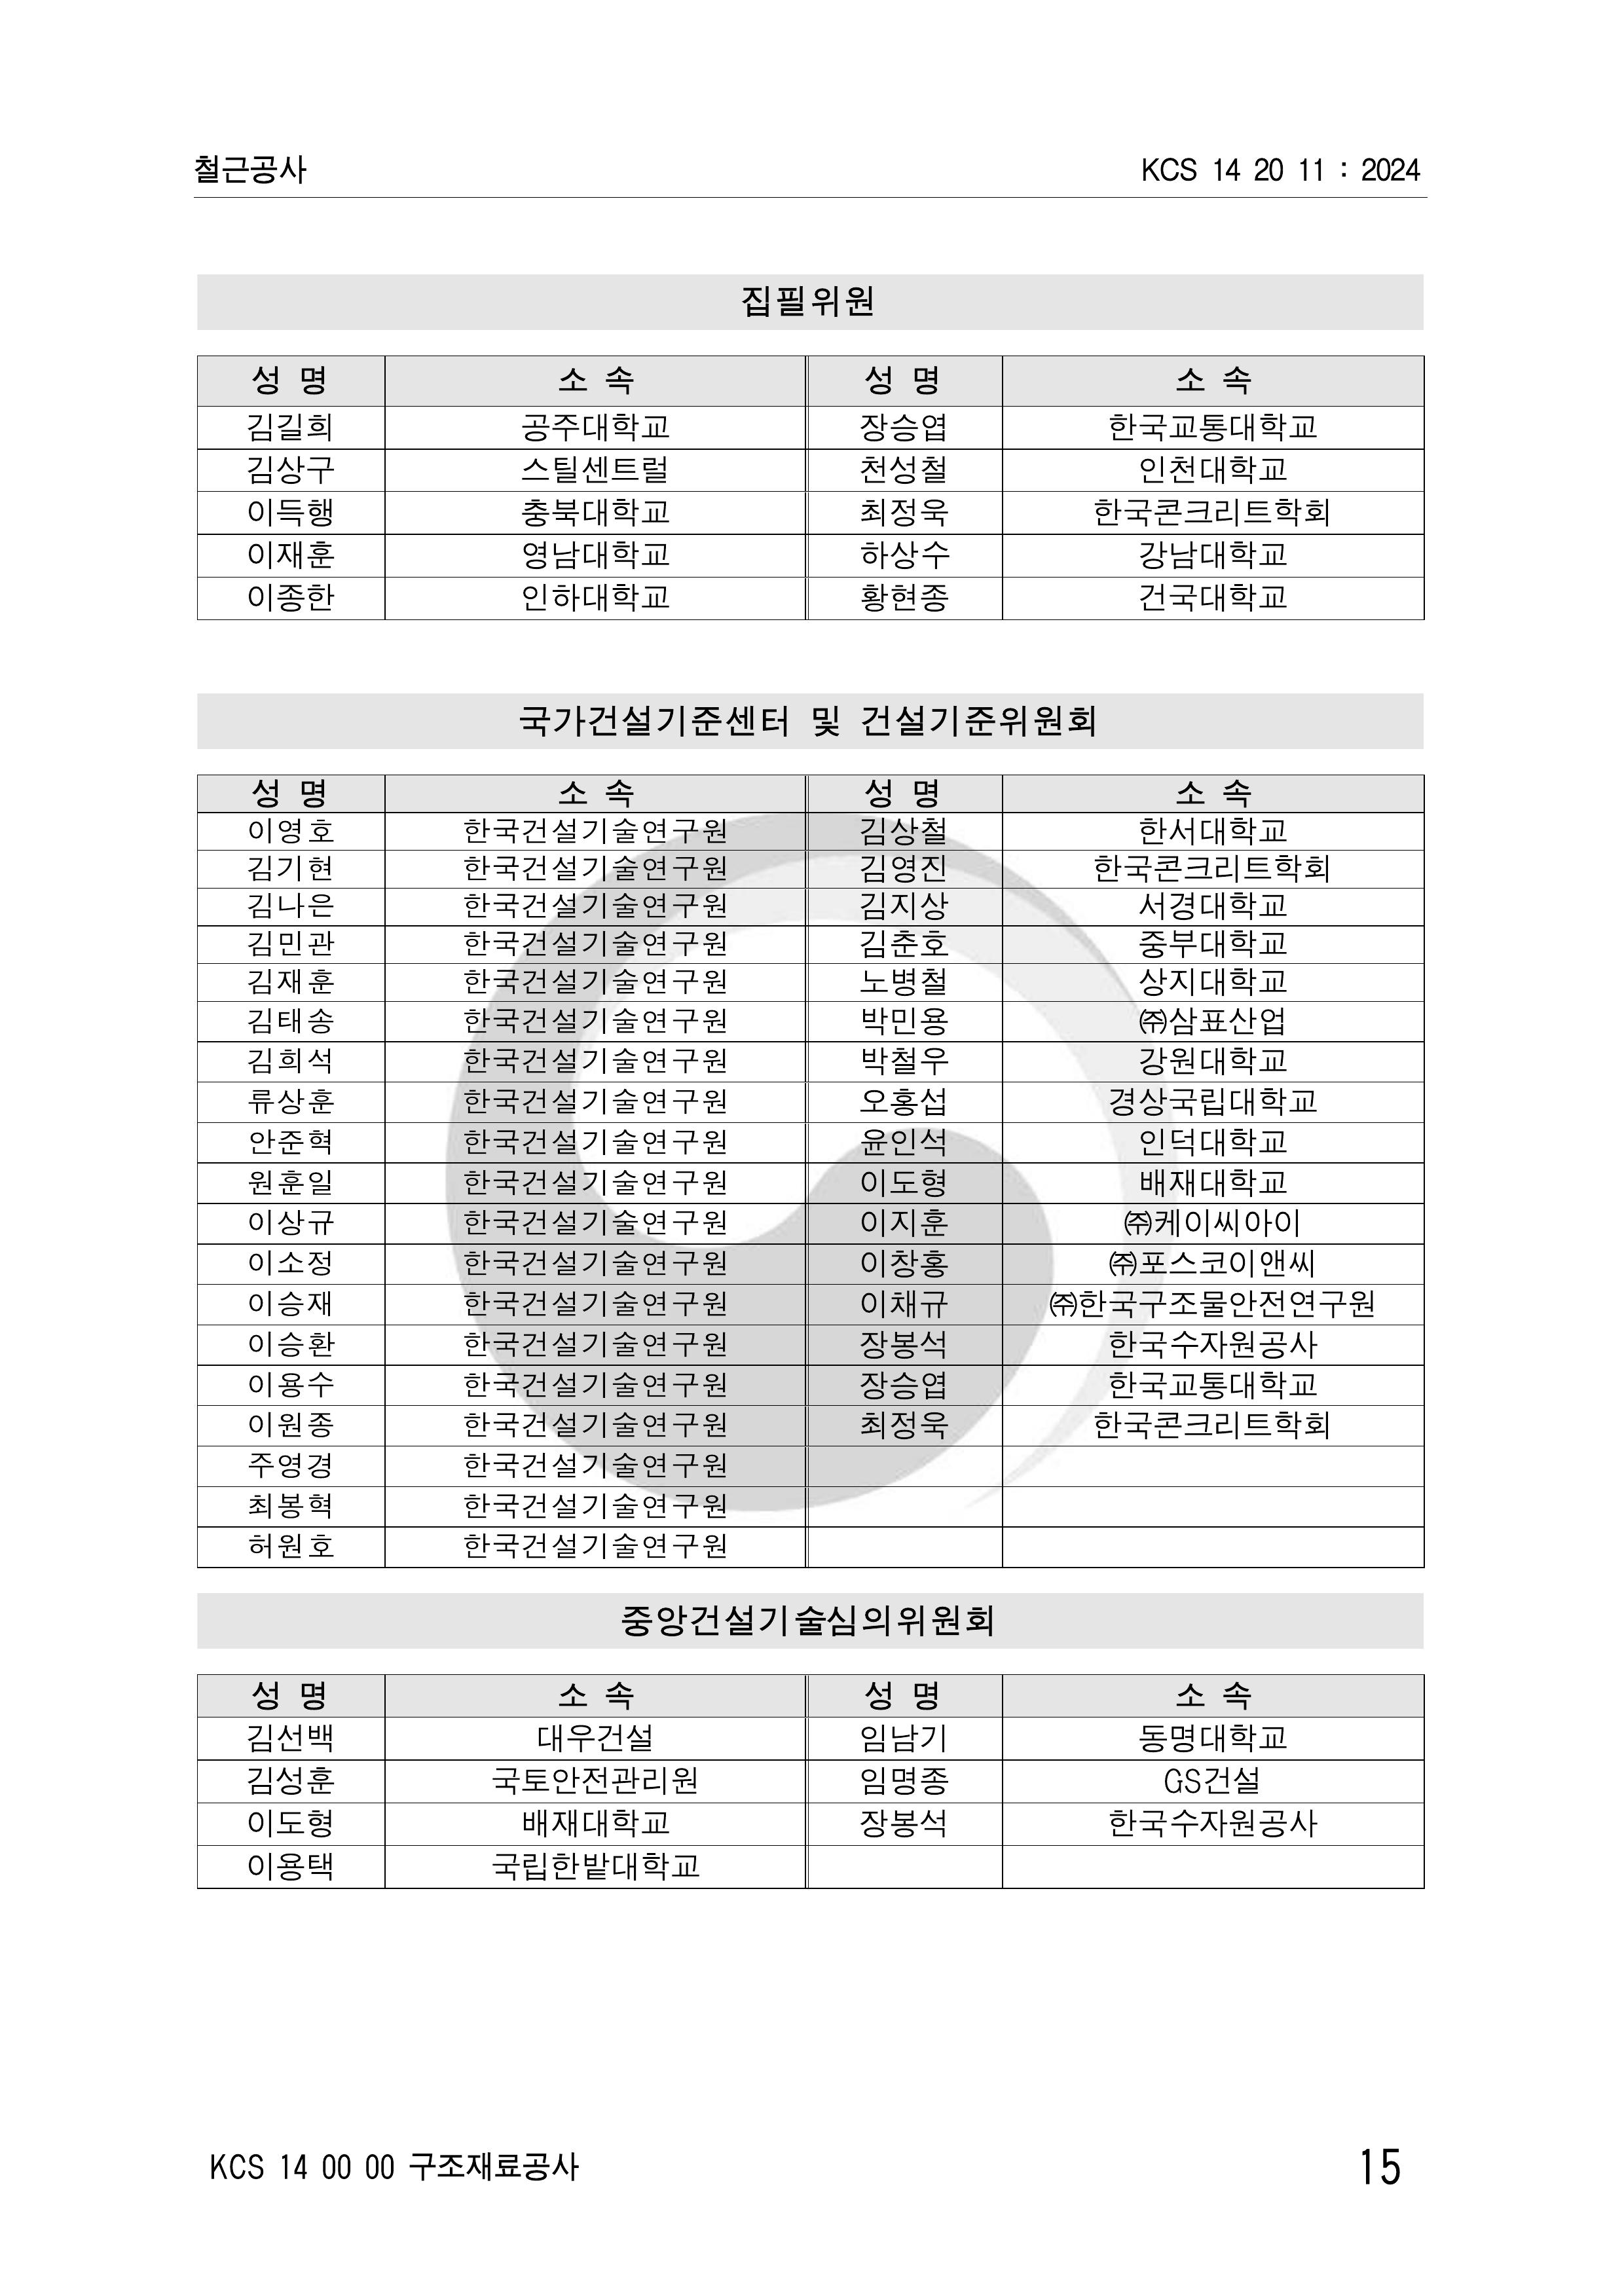 철근공사 KCS 14 20 11 : 2024
집필위원
성 명 소 속 성 명 소 속
김길희 공주대학교 장승엽 한국교통대학교
김상구 스틸센트럴 천성철 인천대학교
이득행 충북대학교 최정욱 한국콘크리트학회
이재훈 영남대학교 하상수 강남대학교
이종한 인하대학교 황현종 건국대학교
국가건설기준센터 및 건설기준위원회
성 명 소 속 성 명 소 속
이영호 한국건설기술연구원 김상철 한서대학교
김기현 한국건설기술연구원 김영진 한국콘크리트학회
김나은 한국건설기술연구원 김지상 서경대학교
김민관 한국건설기술연구원 김춘호 중부대학교
김재훈 한국건설기술연구원 노병철 상지대학교
김태송 한국건설기술연구원 박민용 ㈜삼표산업
김희석 한국건설기술연구원 박철우 강원대학교
류상훈 한국건설기술연구원 오홍섭 경상국립대학교
안준혁 한국건설기술연구원 윤인석 인덕대학교
원훈일 한국건설기술연구원 이도형 배재대학교
이상규 한국건설기술연구원 이지훈 ㈜케이씨아이
이소정 한국건설기술연구원 이창홍 ㈜포스코이앤씨
이승재 한국건설기술연구원 이채규 ㈜한국구조물안전연구원
이승환 한국건설기술연구원 장봉석 한국수자원공사
이용수 한국건설기술연구원 장승엽 한국교통대학교
이원종 한국건설기술연구원 최정욱 한국콘크리트학회
주영경 한국건설기술연구원
최봉혁 한국건설기술연구원
허원호 한국건설기술연구원
중앙건설기술심의위원회
성 명 소 속 성 명 소 속
김선백 대우건설 임남기 동명대학교
김성훈 국토안전관리원 임명종 GS건설
이도형 배재대학교 장봉석 한국수자원공사
이용택 국립한밭대학교
KCS 14 00 00 구조재료공사 15